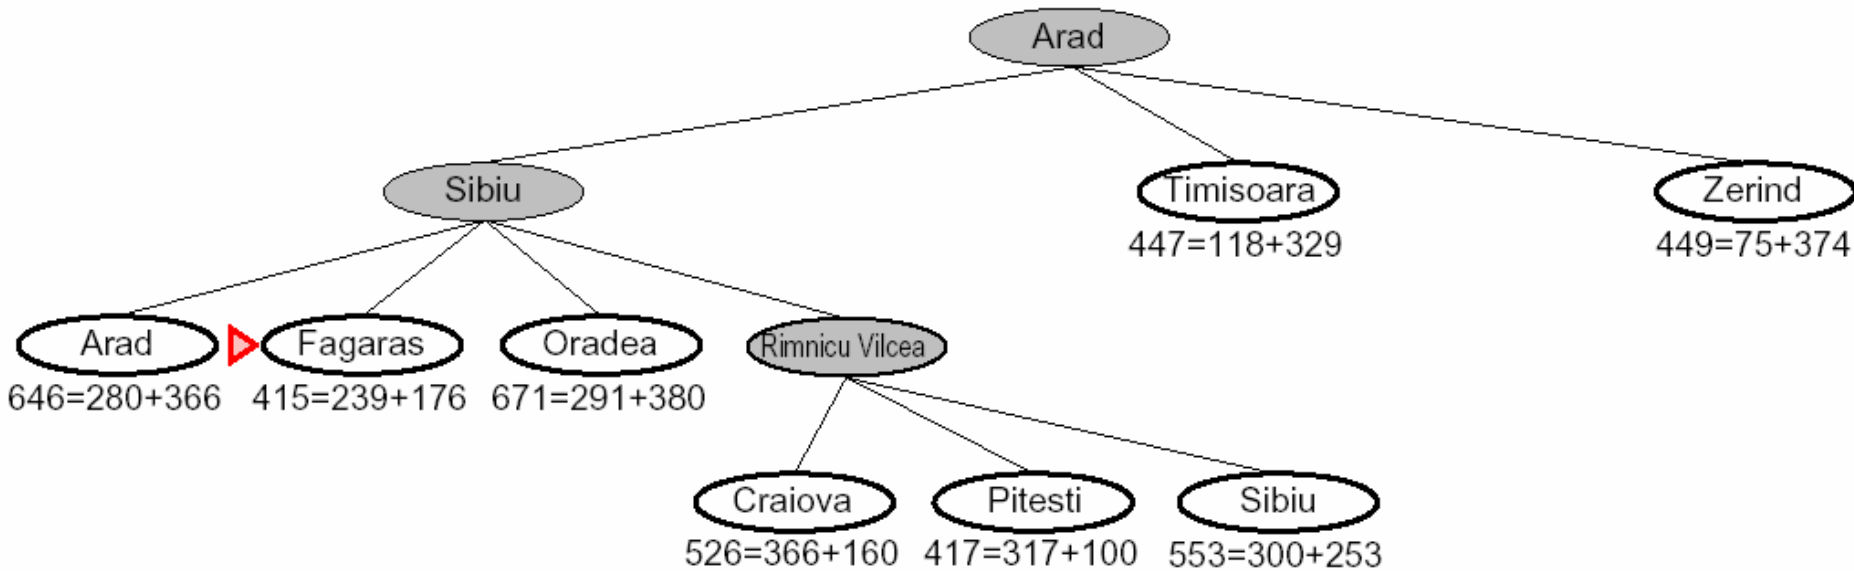 Arad
Sibiu
Timisoara
Zerind
447=118+329
449=75+374
Arad
Fagaras
Oradea
Rimnicu Vilcea
646=280+366
415=239+176
671=291+380
Craiova
Pitesti
Sibiu
526=366+160
417=317+100
553=300+253